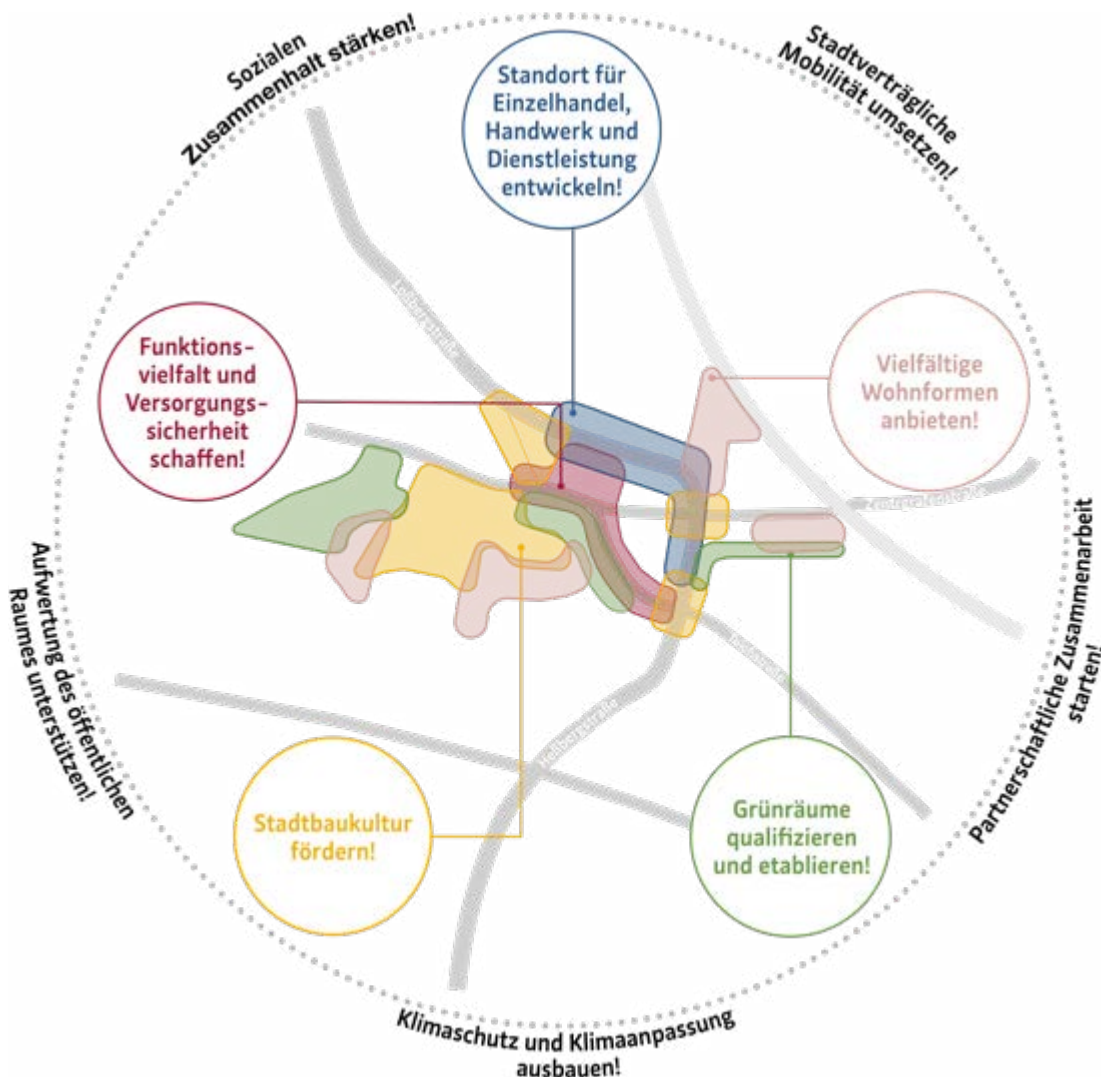 Sozialen
Zusammenhalt stärken!
Stadtverträgliche
Mobilität umsetzen!
Standort für
Einzelhandel,
Handwerk und
Dienstleistung
entwickeln!
Funktions-
vielfalt und
Versorgungs-
sicherheit
schaffen!
Vielfältige
Wohnformen
anbieten!
Aufwertung des öffentlichen
Raumes unterstützen!
Partnerschaftliche Zusammenarbeit
starten!
Stadtbaukultur
fördern!
Grünräume
qualifizieren
und etablieren!
Klimaschutz und Klimaanpassung
ausbauen!